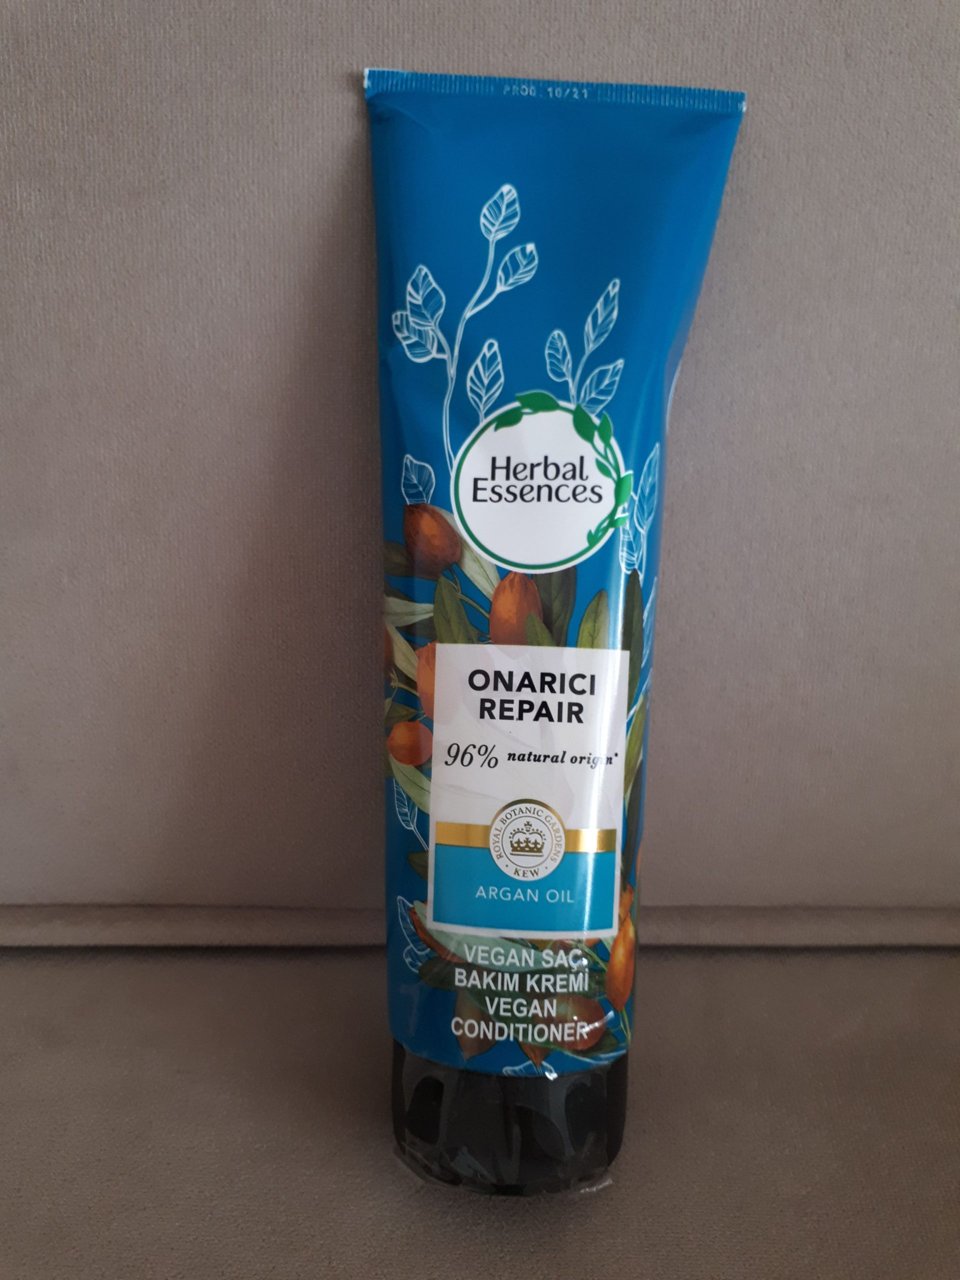 PROD. 10/21
Herbal
Essences
ONARICI
REPAIR
96% natural origin*
ROYAL BOTANIC GARDENS
KEW
ARGAN OIL
VEGAN SAÇ
BAKIM KREMİ
VEGAN
CONDITIONER